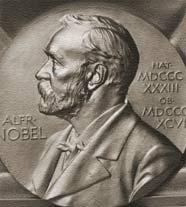 ALFR·
NOBEL
NAT·
MDCCC
XXXIII
OB·
MDCCC
XCVI